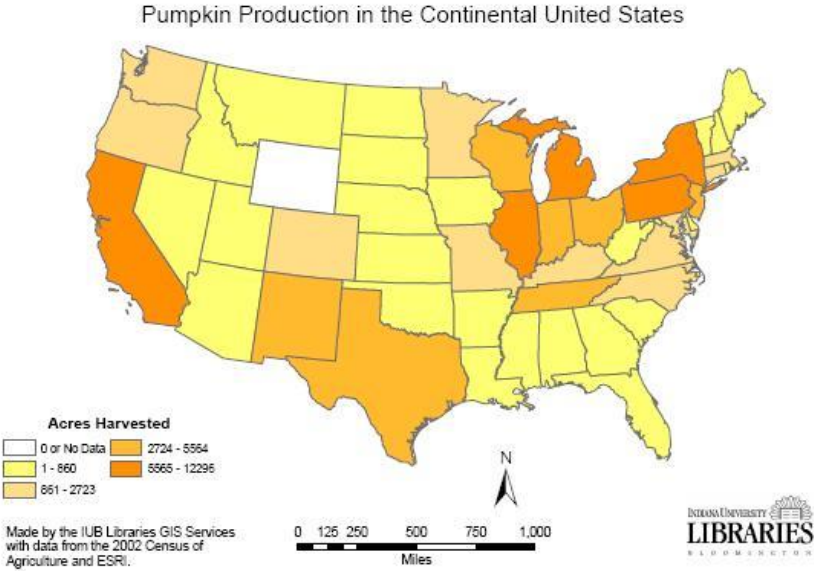 Pumpkin Production in the Continental United States
Acres Harvested
0 or No Data
2724 - 5564
1 - 860
5565 - 12296
861 - 2723
N
Made by the IUB Libraries GIS Services
with data from the 2002 Census of
Agriculture and ESRI.
0 125 250 500 750 1,000
Miles
INDIANA UNIVERSITY
LIBRARIES
BLOOMINGTON